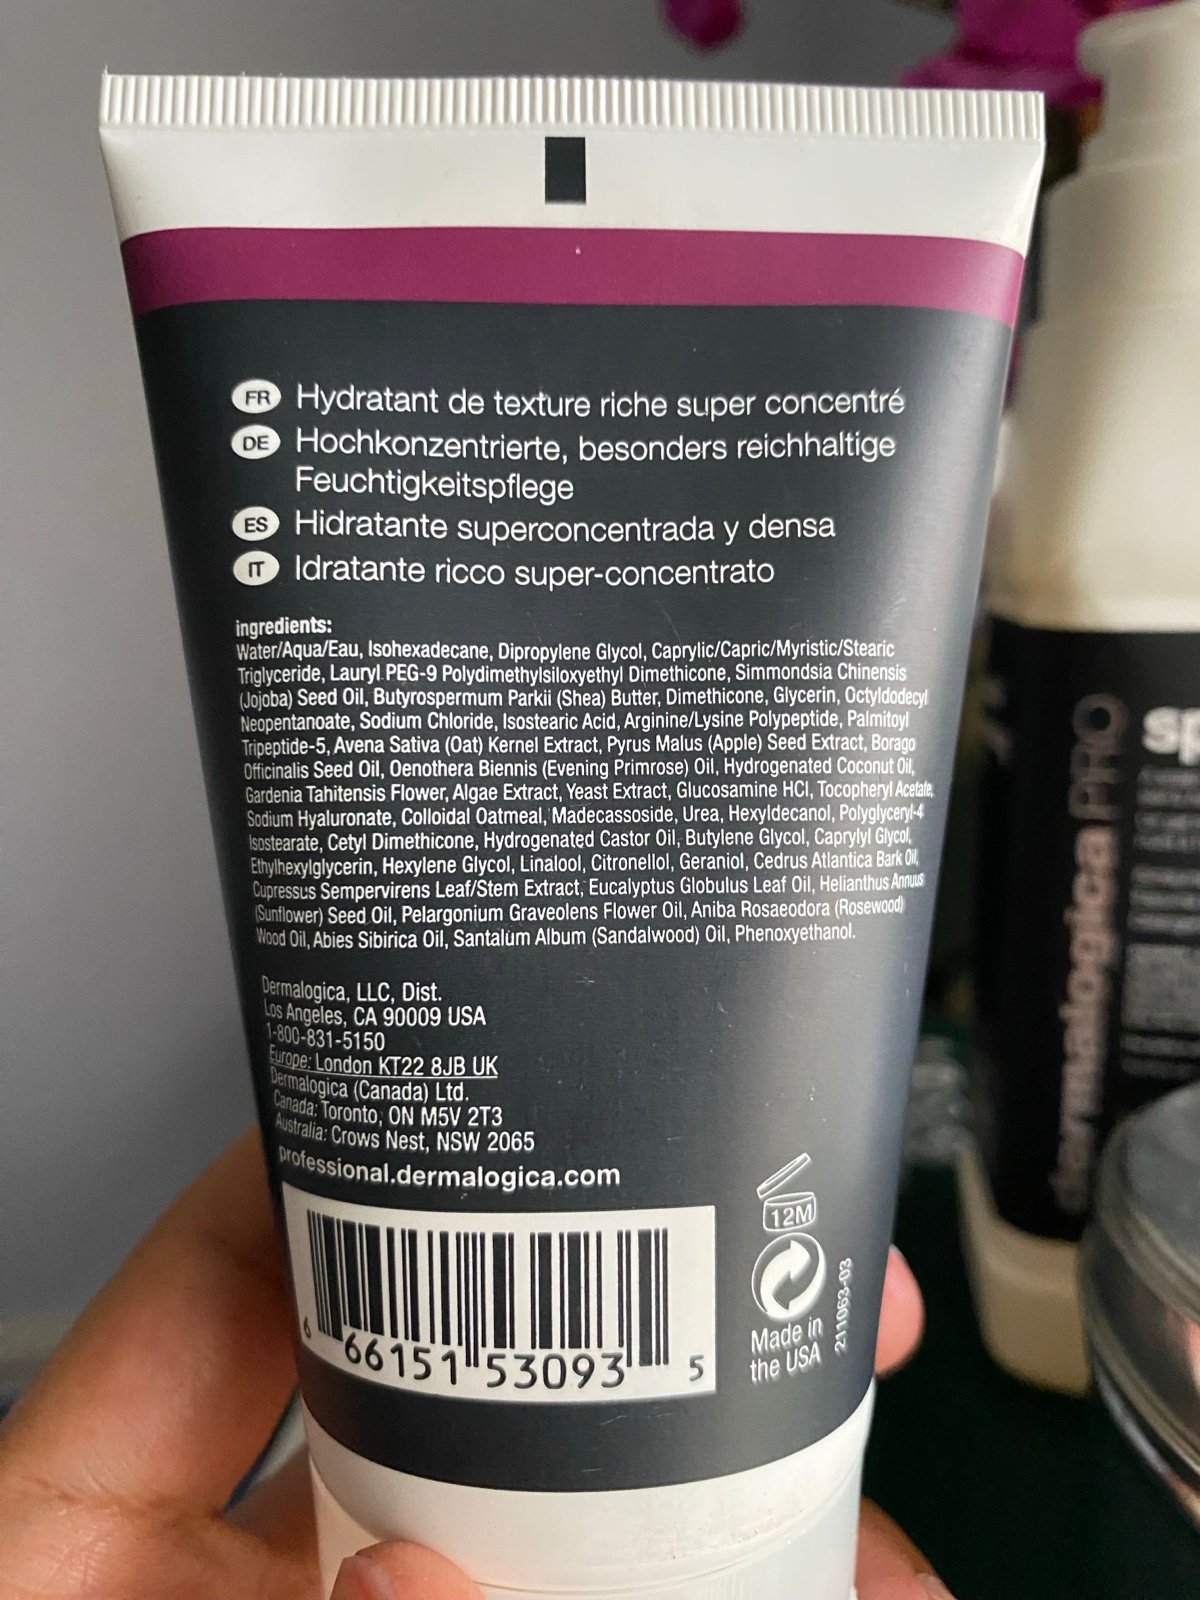 FR Hydratant de texture riche super concentré
DE Hochkonzentrierte, besonders reichhaltige
Feuchtigkeitspflege
ES Hidratante superconcentrada y densa
IT Idratante ricco super-concentrato
ingredients:
Water/Aqua/Eau, Isohexadecane, Dipropylene Glycol, Caprylic/Capric/Myristic/Stearic
Triglyceride, Lauryl PEG-9 Polydimethylsiloxyethyl Dimethicone, Simmondsia Chinensis
(Jojoba) Seed Oil, Butyrospermum Parkii (Shea) Butter, Dimethicone, Glycerin, Octyldodecyl
Neopentanoate, Sodium Chloride, Isostearic Acid, Arginine/Lysine Polypeptide, Palmitoyl
Tripeptide-5, Avena Sativa (Oat) Kernel Extract, Pyrus Malus (Apple) Seed Extract, Borago
Officinalis Seed Oil, Oenothera Biennis (Evening Primrose) Oil, Hydrogenated Coconut Oil,
Gardenia Tahitensis Flower, Algae Extract, Yeast Extract, Glucosamine HCl, Tocopheryl Acetate,
Sodium Hyaluronate, Colloidal Oatmeal, Madecassoside, Urea, Hexyldecanol, Polyglyceryl-4
Isostearate, Cetyl Dimethicone, Hydrogenated Castor Oil, Butylene Glycol, Caprylyl Glycol,
Ethylhexylglycerin, Hexylene Glycol, Linalool, Citronellol, Geraniol, Cedrus Atlantica Bark Oil,
Cupressus Sempervirens Leaf/Stem Extract, Eucalyptus Globulus Leaf Oil, Helianthus Annuus
(Sunflower) Seed Oil, Pelargonium Graveolens Flower Oil, Aniba Rosaeodora (Rosewood)
Wood Oil, Abies Sibirica Oil, Santalum Album (Sandalwood) Oil, Phenoxyethanol.
Dermalogica, LLC, Dist.
Los Angeles, CA 90009 USA
1-800-831-5150
Europe: London KT22 8JB UK
Dermalogica (Canada) Ltd.
Canada: Toronto, ON M5V 2T3
Australia: Crows Nest, NSW 2065
professional.dermalogica.com
12M
Made in
the USA
211063-03
6 66151 53093 5
dermalogica PRO
sp